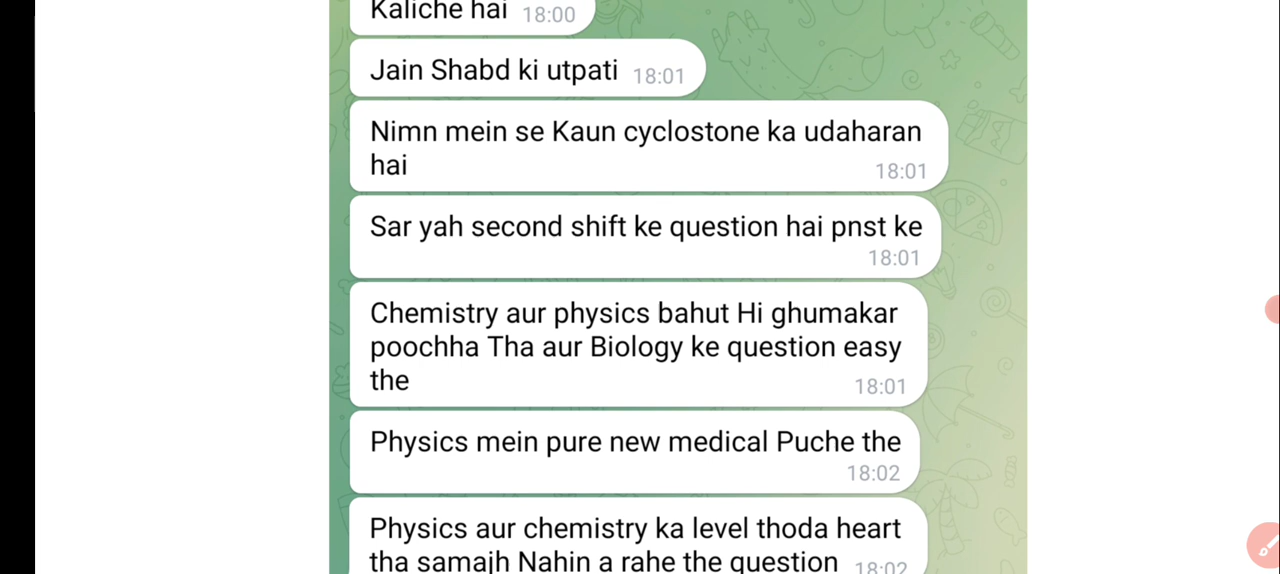 Kaliche hai 18:00
Jain Shabd ki utpati 18:01
Nimn mein se Kaun cyclostone ka udaharan
hai 18:01
Sar yah second shift ke question hai pnst ke
18:01
Chemistry aur physics bahut Hi ghumakar
poochha Tha aur Biology ke question easy
the 18:01
Physics mein pure new medical Puche the
18:02
Physics aur chemistry ka level thoda heart
tha samajh Nahin a rahe the question 18:02